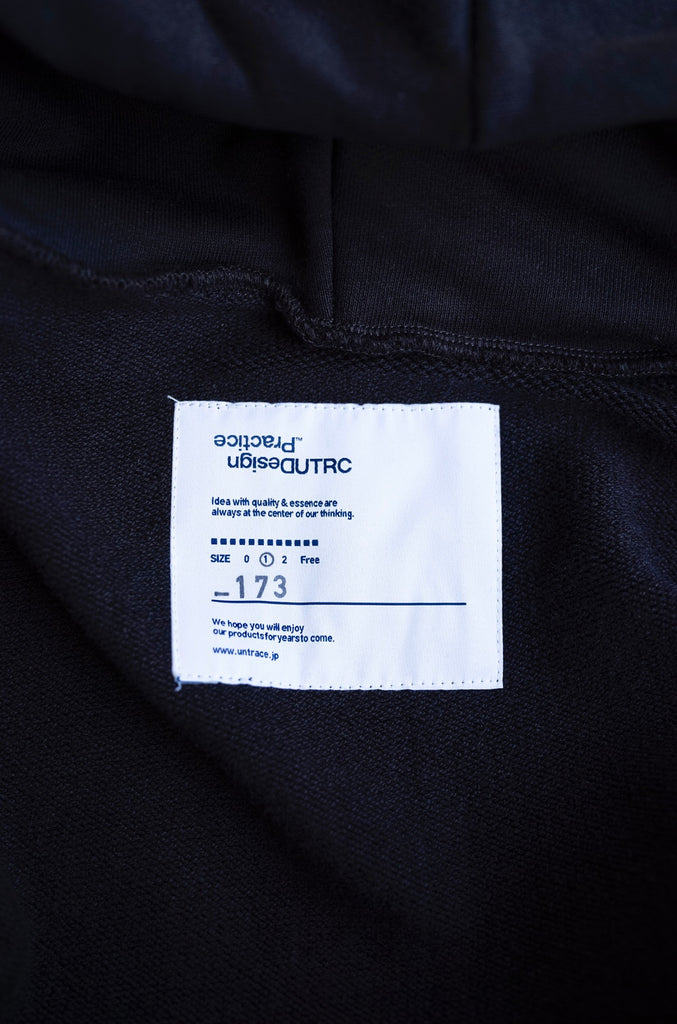 Practice™
DesignUTRC
Idea with quality & essence are
always at the center of our thinking.
SIZE 0 1 2 Free
_173
We hope you will enjoy
our products for years to come.
www.untrace.jp